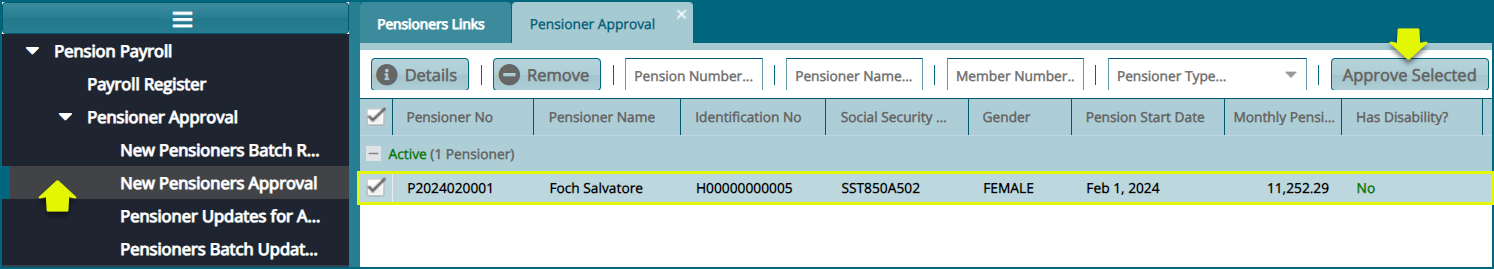 Pension Payroll
Payroll Register
Pensioner Approval
New Pensioners Batch R...
New Pensioners Approval
Pensioner Updates for A...
Pensioners Batch Updat...
Pensioners Links
Pensioner Approval
Details
Remove
Pension Number...
Pensioner Name...
Member Number..
Pensioner Type...
Approve Selected
Pensioner No Pensioner Name Identification No Social Security ... Gender Pension Start Date Monthly Pensi... Has Disability?
Active (1 Pensioner)
P2024020001 Foch Salvatore H00000000005 SST850A502 FEMALE Feb 1, 2024 11,252.29 No